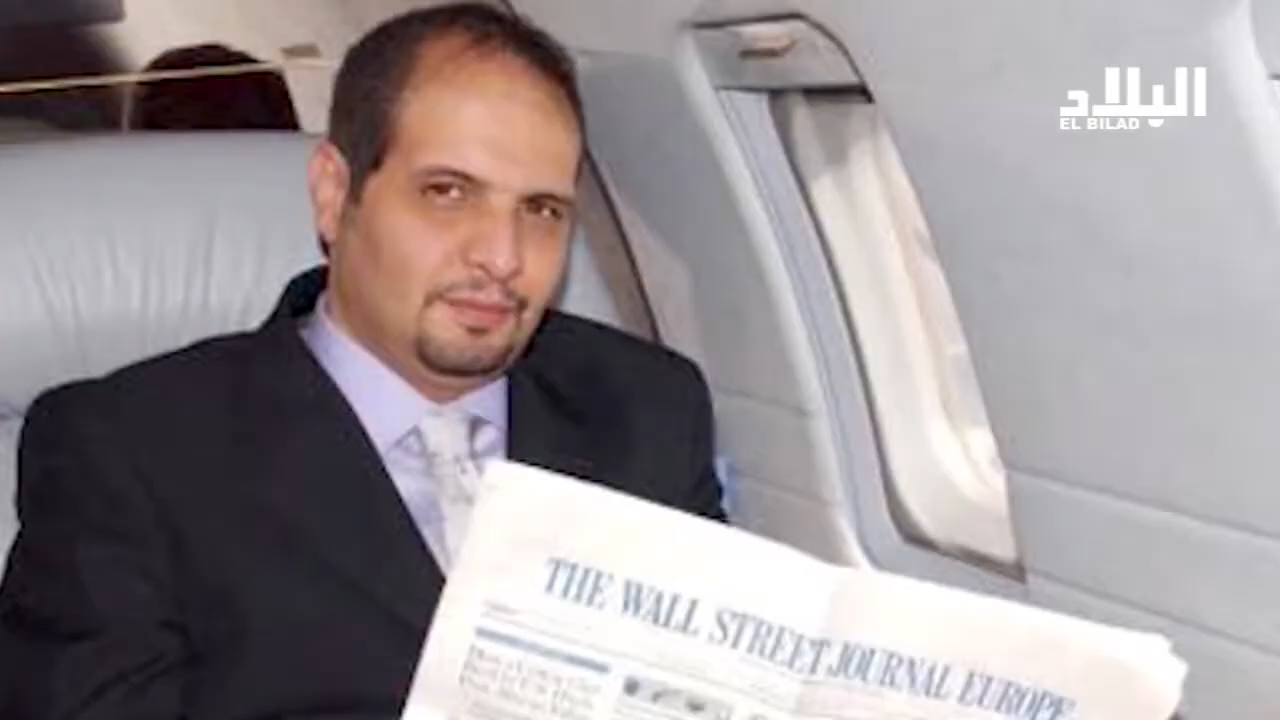 البلاد
EL BILAD
THE WALL STREET JOURNAL EUROPE